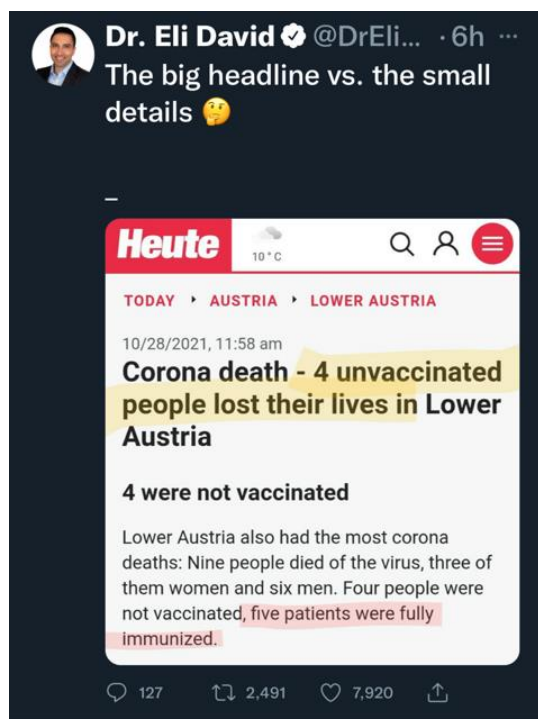 Dr. Eli David @DrEli... · 6h ...
The big headline vs. the small
details 🤔
–
Heute
10°C
TODAY ‣ AUSTRIA ‣ LOWER AUSTRIA
10/28/2021, 11:58 am
Corona death - 4 unvaccinated
people lost their lives in Lower
Austria
4 were not vaccinated
Lower Austria also had the most corona
deaths: Nine people died of the virus, three of
them women and six men. Four people were
not vaccinated, five patients were fully
immunized.
127 2,491 7,920